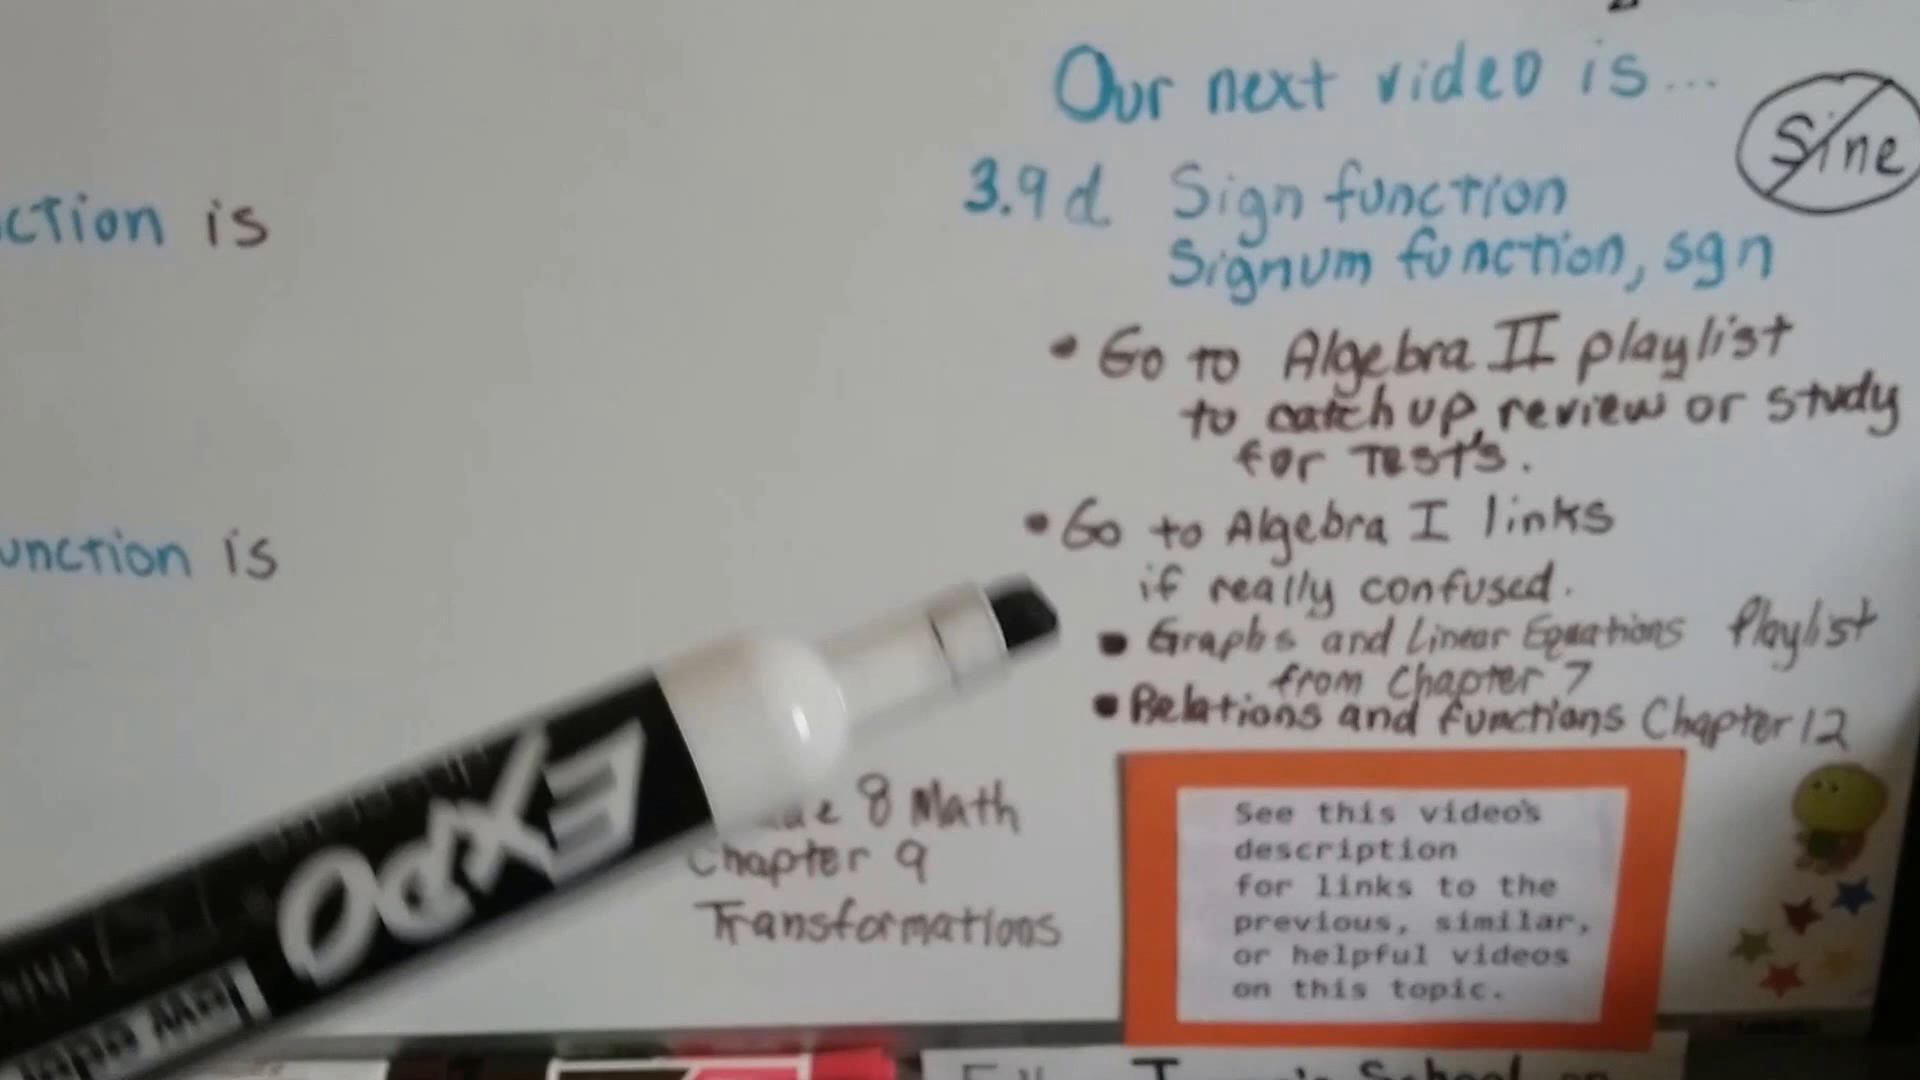 Our next video is...
Sine
3.9d Sign function
Signum function, sgn
ction is
• Go to Algebra II playlist
to catch up, review or study
for Test's.
• Go to Algebra I links
if really confused.
unction is
• Graphs and Linear Equations Playlist
from Chapter 7
• Relations and Functions Chapter 12
8 Math
Chapter 9
Transformations
EXPO
See this video's
description
for links to the
previous, similar,
or helpful videos
on this topic.
School on